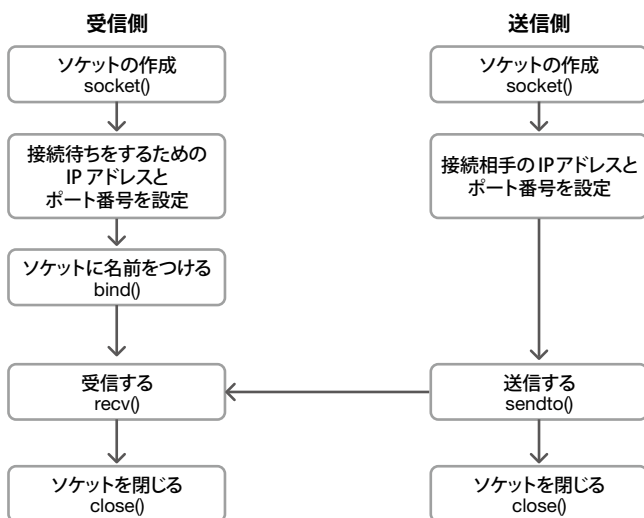 受信側
ソケットの作成
socket()
接続待ちをするための
IP アドレスと
ポート番号を設定
ソケットに名前をつける
bind()
受信する
recv()
ソケットを閉じる
close()
送信側
ソケットの作成
socket()
接続相手の IPアドレスと
ポート番号を設定
送信する
sendto()
ソケットを閉じる
close()